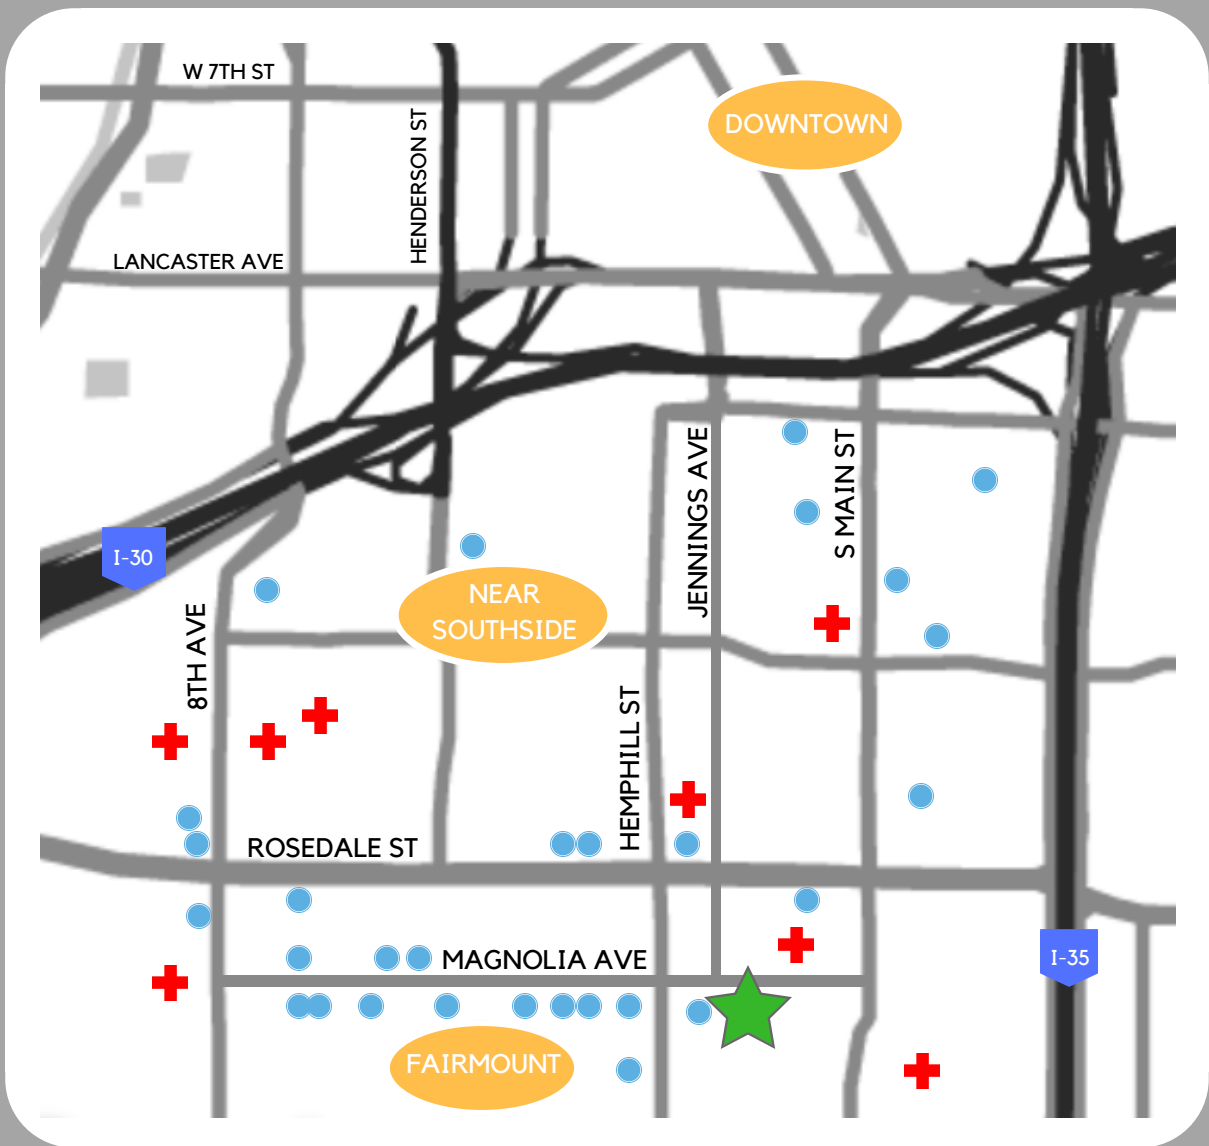 W 7TH ST
HENDERSON ST
DOWNTOWN
LANCASTER AVE
JENNINGS AVE
S MAIN ST
I-30
NEAR
SOUTHSIDE
8TH AVE
HEMPHILL ST
ROSEDALE ST
MAGNOLIA AVE
I-35
FAIRMOUNT